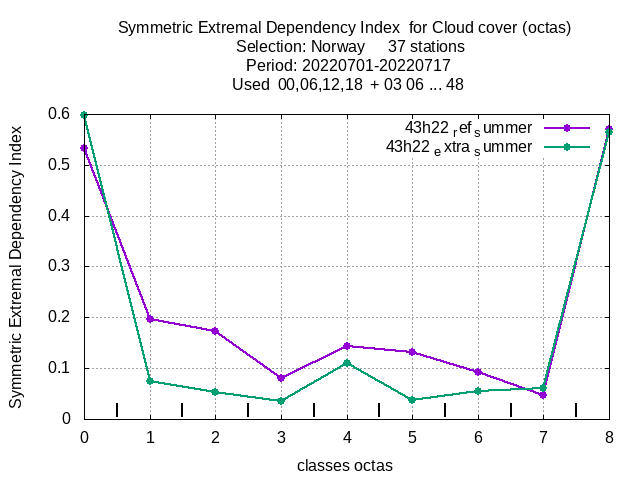 Symmetric Extremal Dependency Index  for Cloud cover (octas)
Selection: Norway     37 stations
Period: 20220701-20220717
Used  00,06,12,18  + 03 06 ... 48
Symmetric Extremal Dependency Index
0.6
0.5
0.4
0.3
0.2
0.1
0
43h22 ref summer
43h22 extra summer
0 1 2 3 4 5 6 7 8
classes octas